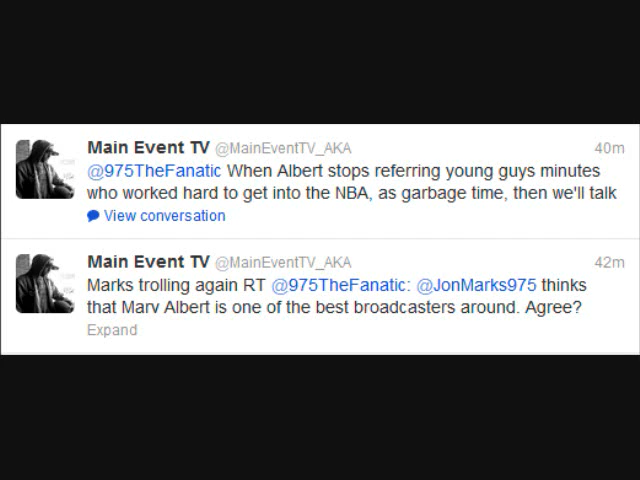 Main Event TV @MainEventTV_AKA 40m
@975TheFanatic When Albert stops referring young guys minutes
who worked hard to get into the NBA, as garbage time, then we'll talk
View conversation
Main Event TV @MainEventTV_AKA 42m
Marks trolling again RT @975TheFanatic: @JonMarks975 thinks
that Marv Albert is one of the best broadcasters around. Agree?
Expand